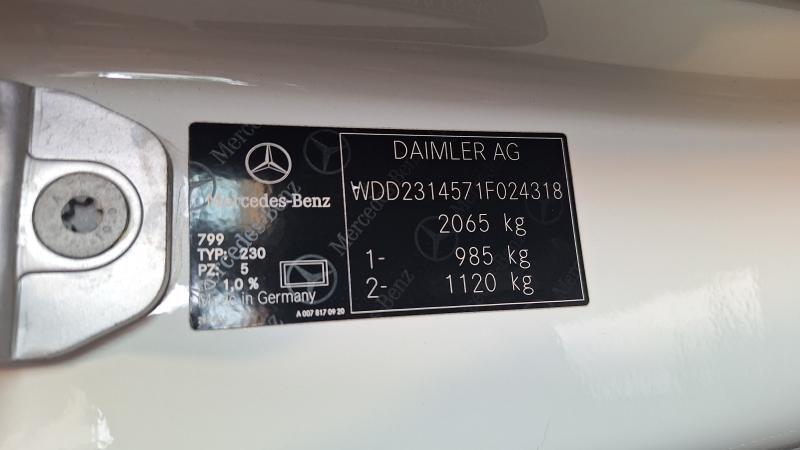 Mercedes-Benz
799
TYP: 230
PZ: 5
1,0 %
Made in Germany
A 007 817 09 20
DAIMLER AG
WDD2314571F024318
2065 kg
1- 985 kg
2- 1120 kg